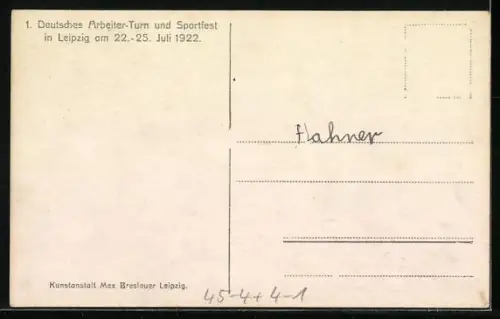 1. Deutsches Arbeiter-Turn und Sportfest
in Leipzig am 22.-25. Juli 1922.
Hahner
Kunstanstalt Max Breslauer Leipzig.
45-4+4-1